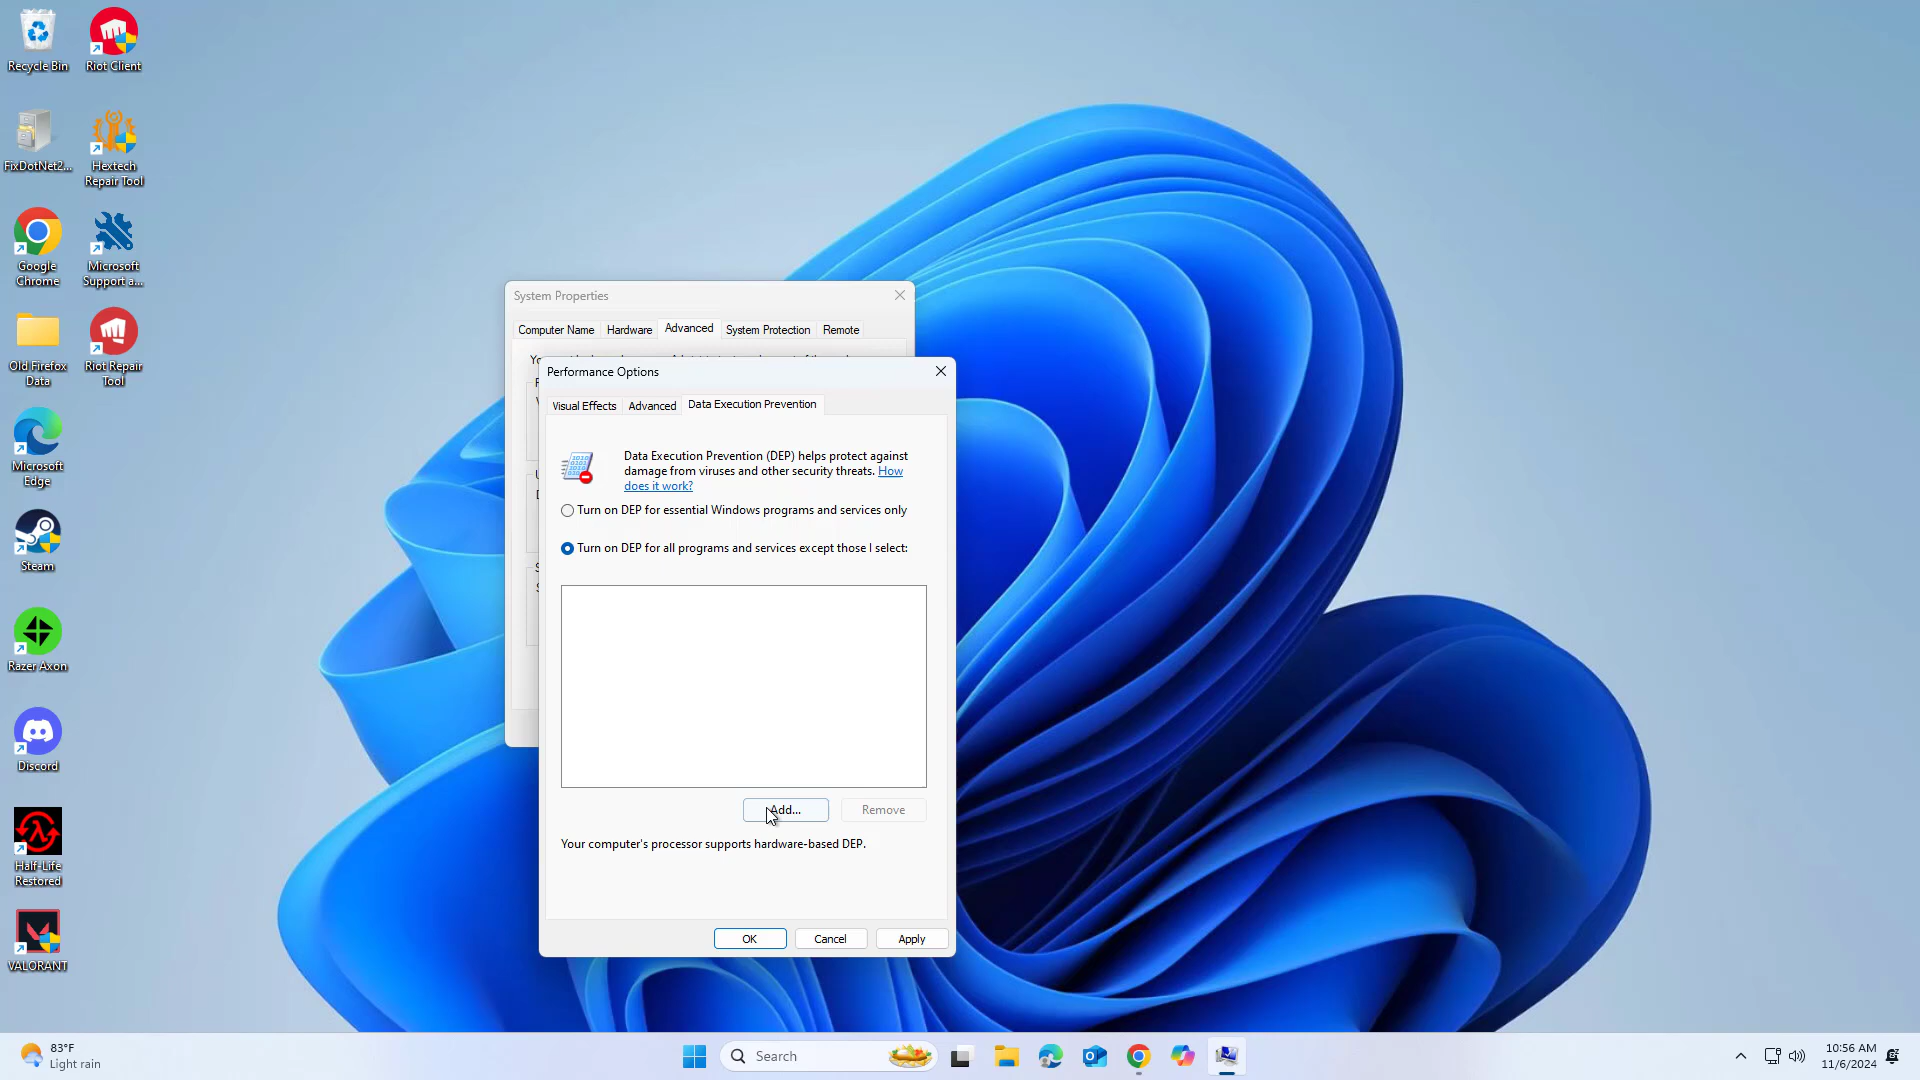 Recycle Bin
Riot Client
FixDotNet2...
Hextech
Repair Tool
Google
Chrome
Microsoft
Support a...
Old Firefox
Data
Riot Repair
Tool
Microsoft
Edge
Steam
Razer Axon
Discord
Half-Life
Restored
VALORANT
System Properties
Computer Name
Hardware
Advanced
System Protection
Remote
Performance Options
Visual Effects
Advanced
Data Execution Prevention
Data Execution Prevention (DEP) helps protect against
damage from viruses and other security threats. How
does it work?
Turn on DEP for essential Windows programs and services only
Turn on DEP for all programs and services except those I select:
Add...
Remove
Your computer's processor supports hardware-based DEP.
OK
Cancel
Apply
83°F
Light rain
Search
10:56 AM
11/6/2024